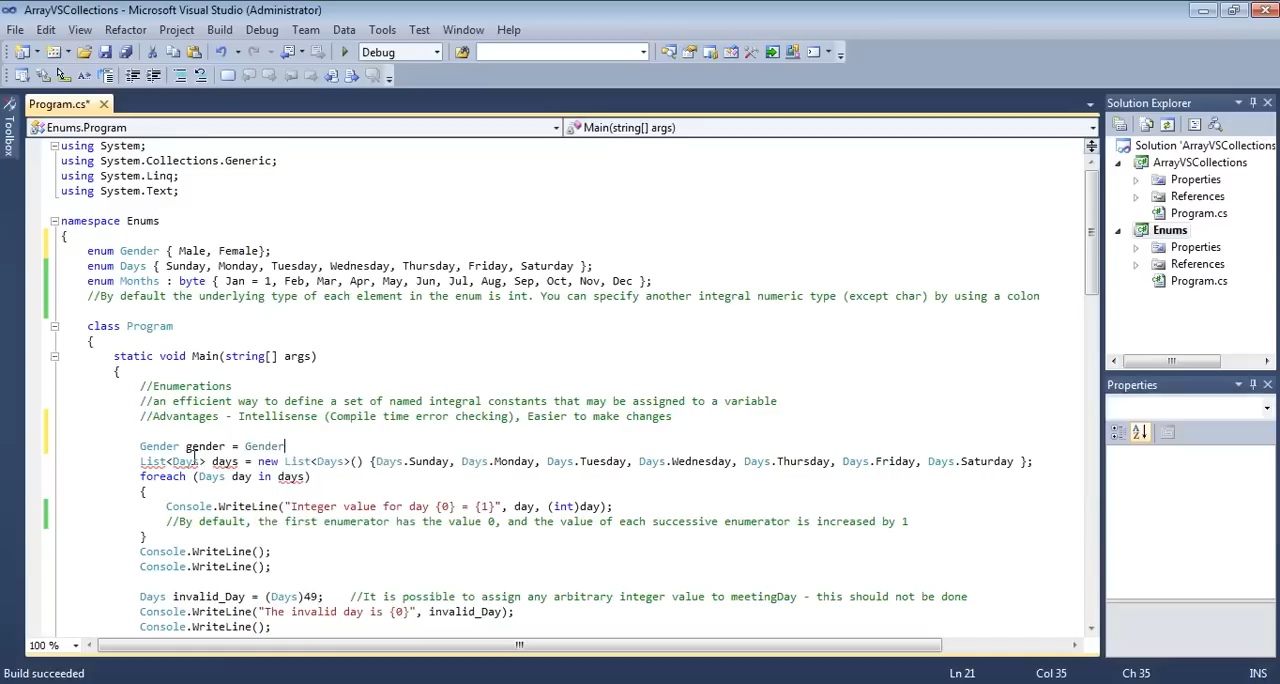 ArrayVSCollections - Microsoft Visual Studio (Administrator)
File Edit View Refactor Project Build Debug Team Data Tools Test Window Help
Debug
Toolbox
Program.cs*
Enums.Program
Main(string[] args)
using System;
using System.Collections.Generic;
using System.Linq;
using System.Text;
namespace Enums
{
enum Gender { Male, Female};
enum Days { Sunday, Monday, Tuesday, Wednesday, Thursday, Friday, Saturday };
enum Months : byte { Jan = 1, Feb, Mar, Apr, May, Jun, Jul, Aug, Sep, Oct, Nov, Dec };
//By default the underlying type of each element in the enum is int. You can specify another integral numeric type (except char) by using a colon
class Program
{
static void Main(string[] args)
{
//Enumerations
//an efficient way to define a set of named integral constants that may be assigned to a variable
//Advantages - Intellisense (Compile time error checking), Easier to make changes
Gender gender = Gender
List<Days> days = new List<Days>() {Days.Sunday, Days.Monday, Days.Tuesday, Days.Wednesday, Days.Thursday, Days.Friday, Days.Saturday };
foreach (Days day in days)
{
Console.WriteLine("Integer value for day {0} = {1}", day, (int)day);
//By default, the first enumerator has the value 0, and the value of each successive enumerator is increased by 1
}
Console.WriteLine();
Console.WriteLine();
Days invalid_Day = (Days)49; //It is possible to assign any arbitrary integer value to meetingDay - this should not be done
Console.WriteLine("The invalid day is {0}", invalid_Day);
Console.WriteLine();
100 %
Solution Explorer
Solution 'ArrayVSCollections
ArrayVSCollections
Properties
References
Program.cs
Enums
Properties
References
Program.cs
Properties
Build succeeded
Ln 21
Col 35
Ch 35
INS